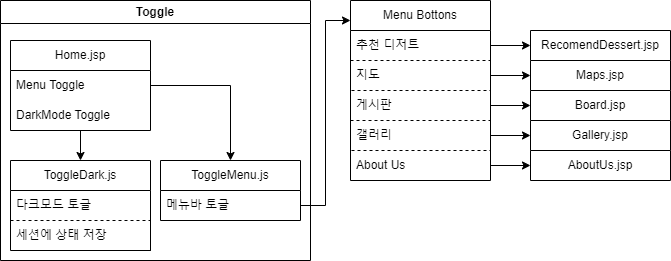 Toggle
Home.jsp
Menu Toggle
DarkMode Toggle
ToggleDark.js
다크모드 토글
세션에 상태 저장
ToggleMenu.js
메뉴바 토글
Menu Bottons
추천 디저트
지도
게시판
갤러리
About Us
RecomendDessert.jsp
Maps.jsp
Board.jsp
Gallery.jsp
AboutUs.jsp